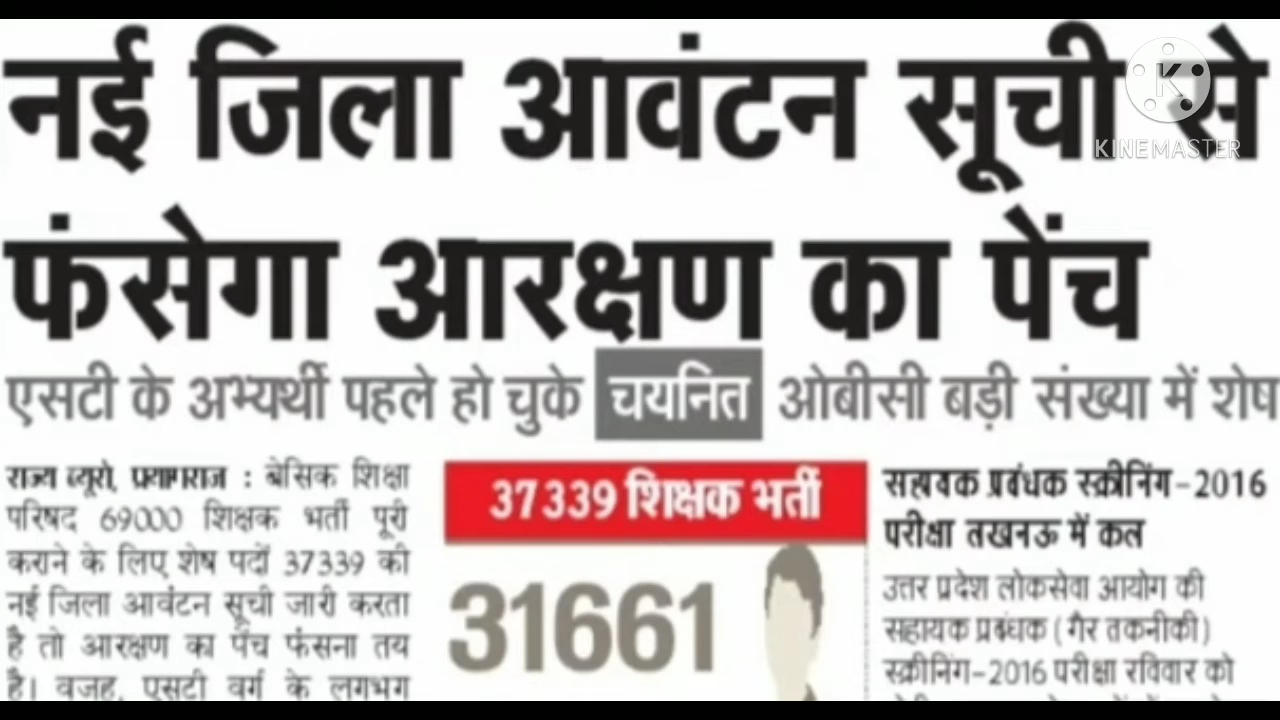 नई जिला आवंटन सूची से
फंसेगा आरक्षण का पेंच
एसटी के अभ्यर्थी पहले हो चुके चयनित ओबीसी बड़ी संख्या में शेष
राज्य ब्यूरो, प्रयागराज : बेसिक शिक्षा
परिषद 69000 शिक्षक भर्ती पूरी
कराने के लिए शेष पदों 37339 की
नई जिला आवंटन सूची जारी करता
है तो आरक्षण का पेंच फंसना तय
है। वजह, एसटी वर्ग के लगभग
37339 शिक्षक भर्ती
31661
सहायक प्रबंधक स्क्रीनिंग-2016
परीक्षा लखनऊ में कल
उत्तर प्रदेश लोकसेवा आयोग की
सहायक प्रबंधक (गैर तकनीकी)
स्क्रीनिंग-2016 परीक्षा रविवार को
KINEMASTER